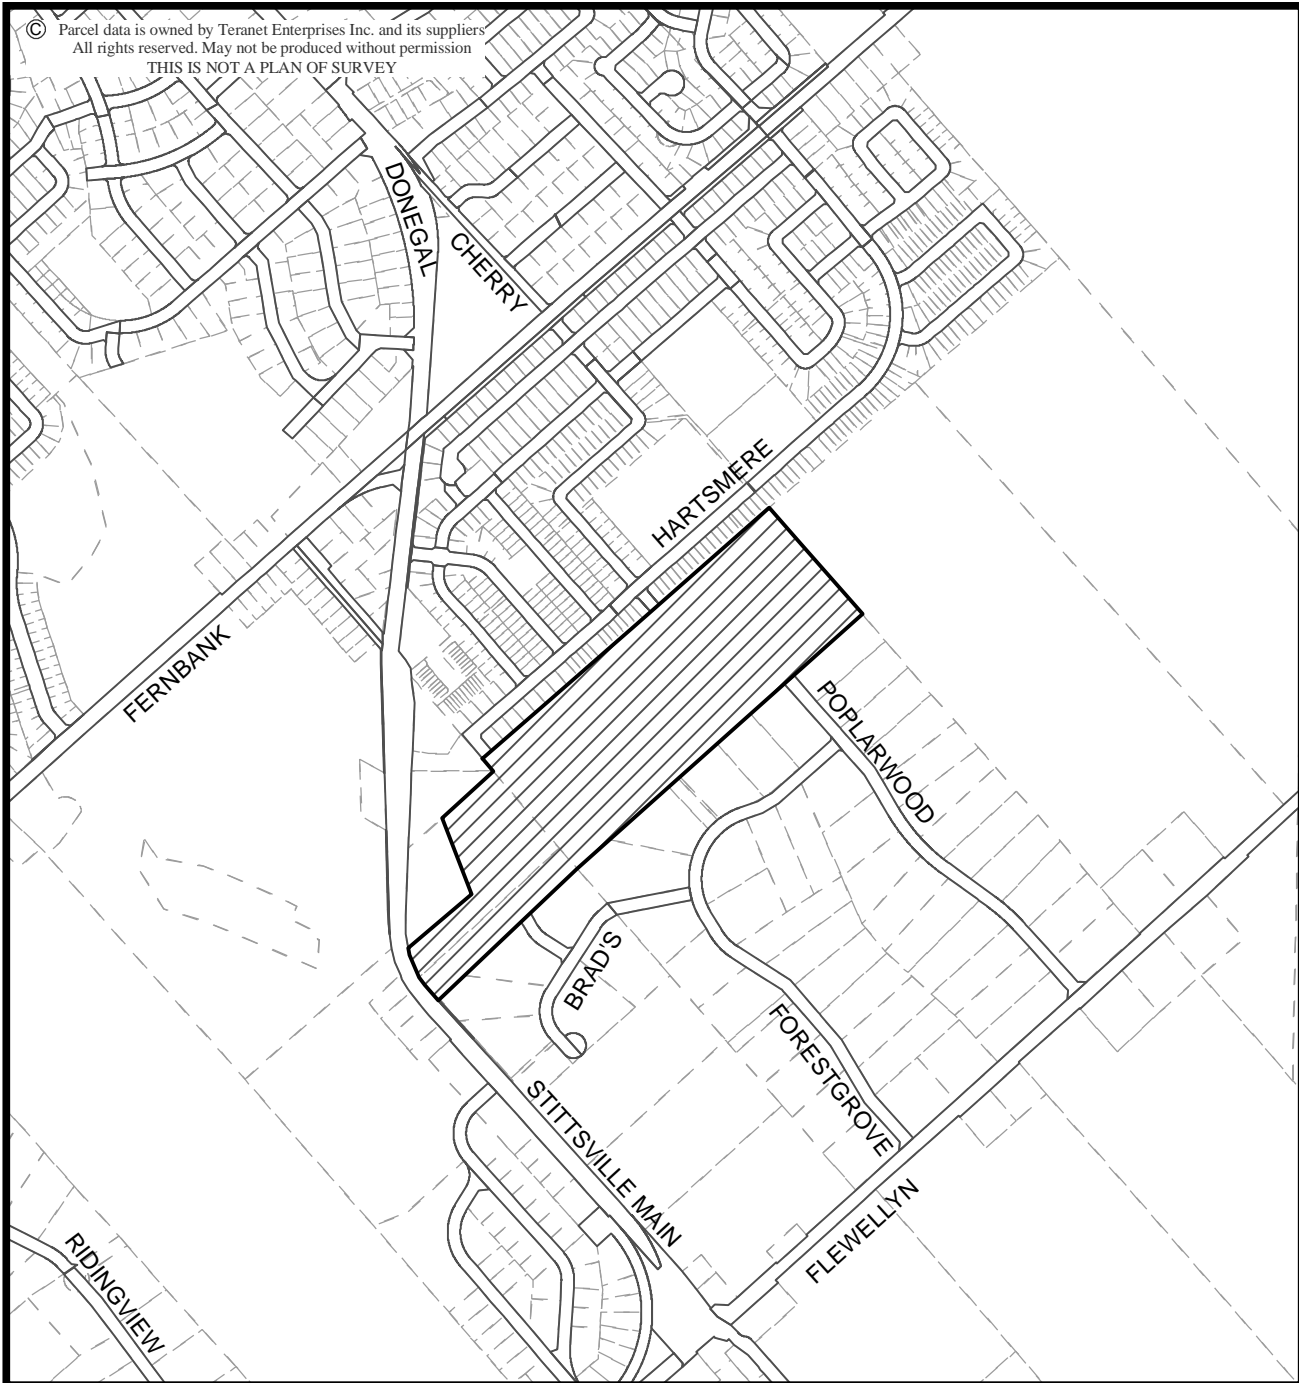 © Parcel data is owned by Teranet Enterprises Inc. and its suppliers
All rights reserved. May not be produced without permission
THIS IS NOT A PLAN OF SURVEY
DONEGAL
CHERRY
HARTSMERE
FERNBANK
POPLARWOOD
BRAD'S
FORESTGROVE
STITTSVILLE MAIN
FLEWELLYN
RIDINGVIEW